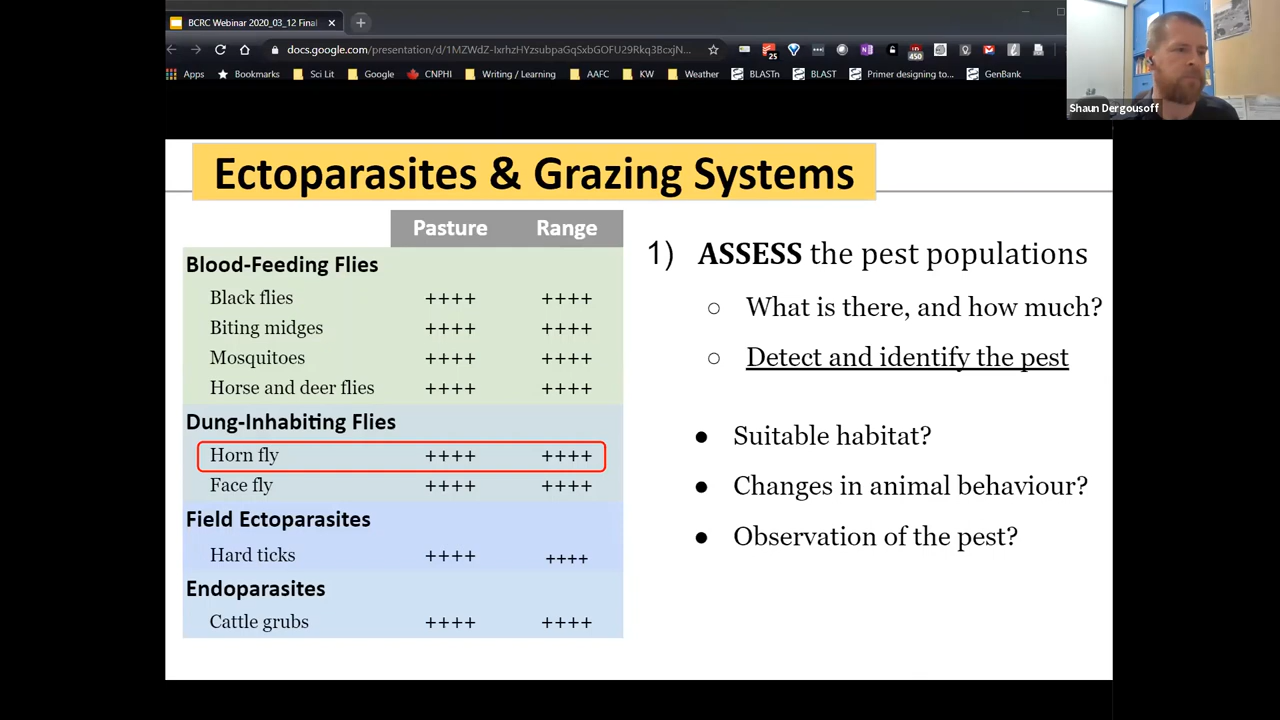 BCRC Webinar 2020_03_12 Final
docs.google.com/presentation/d/1MZWdZ-IxrhzHYzsubpaGqSxbGOFU29Rkq3BcxjN...
25
450
Apps Bookmarks Sci Lit Google CNPHI Writing / Learning AAFC KW Weather BLASTn BLAST Primer designing to... GenBank
Shaun Dergousoff
Ectoparasites & Grazing Systems
Pasture Range
Blood-Feeding Flies
Black flies ++++ ++++
Biting midges ++++ ++++
Mosquitoes ++++ ++++
Horse and deer flies ++++ ++++
Dung-Inhabiting Flies
Horn fly ++++ ++++
Face fly ++++ ++++
Field Ectoparasites
Hard ticks ++++ ++++
Endoparasites
Cattle grubs ++++ ++++
1) ASSESS the pest populations
○ What is there, and how much?
○ Detect and identify the pest
● Suitable habitat?
● Changes in animal behaviour?
● Observation of the pest?